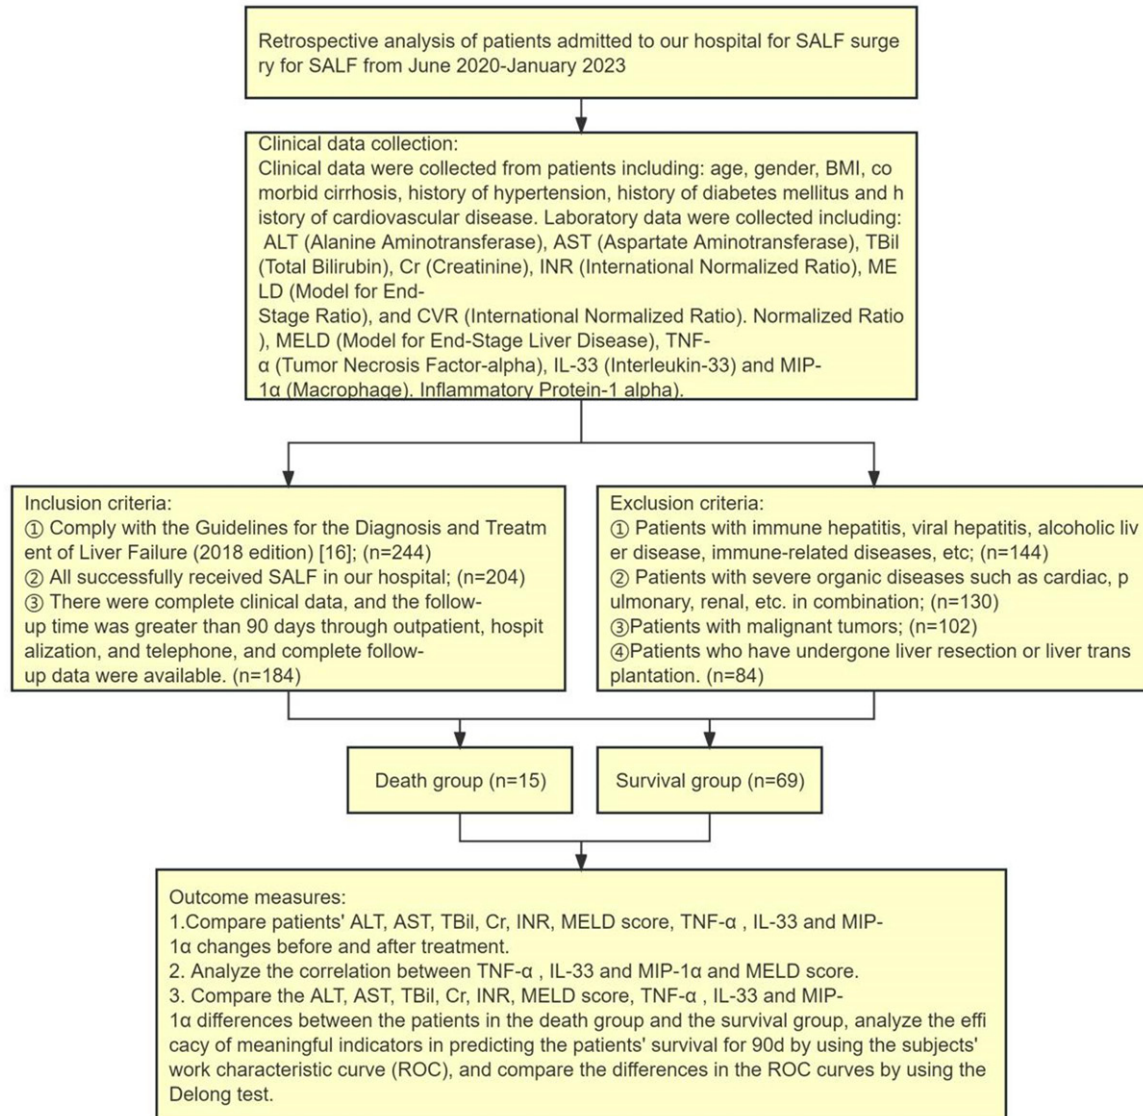 Retrospective analysis of patients admitted to our hospital for SALF surge
ry for SALF from June 2020-January 2023
Clinical data collection:
Clinical data were collected from patients including: age, gender, BMI, co
morbid cirrhosis, history of hypertension, history of diabetes mellitus and h
istory of cardiovascular disease. Laboratory data were collected including:
ALT (Alanine Aminotransferase), AST (Aspartate Aminotransferase), TBil
(Total Bilirubin), Cr (Creatinine), INR (International Normalized Ratio), ME
LD (Model for End-
Stage Ratio), and CVR (International Normalized Ratio). Normalized Ratio
), MELD (Model for End-Stage Liver Disease), TNF-
α (Tumor Necrosis Factor-alpha), IL-33 (Interleukin-33) and MIP-
1α (Macrophage). Inflammatory Protein-1 alpha).
Inclusion criteria:
① Comply with the Guidelines for the Diagnosis and Treatm
ent of Liver Failure (2018 edition) [16]; (n=244)
② All successfully received SALF in our hospital; (n=204)
③ There were complete clinical data, and the follow-
up time was greater than 90 days through outpatient, hospit
alization, and telephone, and complete follow-
up data were available. (n=184)
Exclusion criteria:
① Patients with immune hepatitis, viral hepatitis, alcoholic liv
er disease, immune-related diseases, etc; (n=144)
② Patients with severe organic diseases such as cardiac, p
ulmonary, renal, etc. in combination; (n=130)
③Patients with malignant tumors; (n=102)
④Patients who have undergone liver resection or liver trans
plantation. (n=84)
Death group (n=15)
Survival group (n=69)
Outcome measures:
1.Compare patients' ALT, AST, TBil, Cr, INR, MELD score, TNF-α , IL-33 and MIP-
1α changes before and after treatment.
2. Analyze the correlation between TNF-α , IL-33 and MIP-1α and MELD score.
3. Compare the ALT, AST, TBil, Cr, INR, MELD score, TNF-α , IL-33 and MIP-
1α differences between the patients in the death group and the survival group, analyze the effi
cacy of meaningful indicators in predicting the patients' survival for 90d by using the subjects'
work characteristic curve (ROC), and compare the differences in the ROC curves by using the
Delong test.